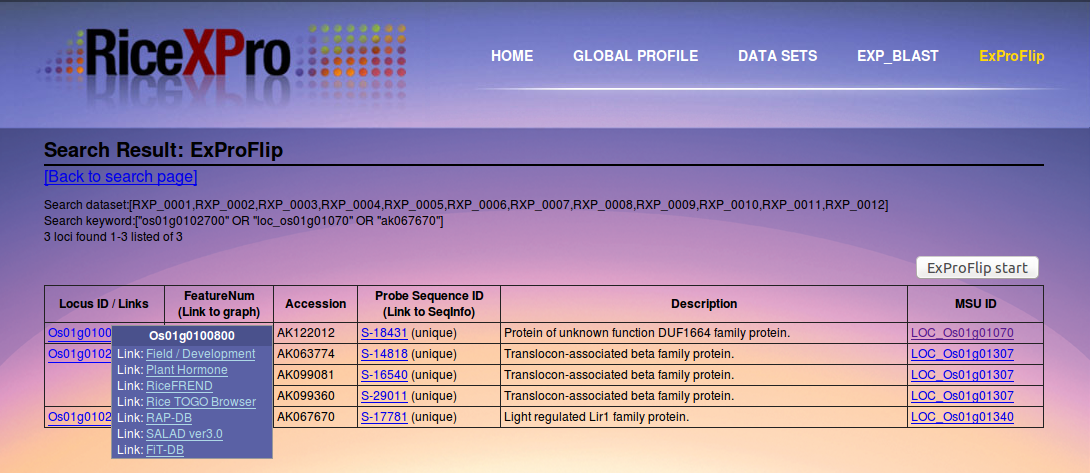 RiceXPro
HOME GLOBAL PROFILE DATA SETS EXP_BLAST ExProFlip
Search Result: ExProFlip
[Back to search page]
Search dataset:[RXP_0001,RXP_0002,RXP_0003,RXP_0004,RXP_0005,RXP_0006,RXP_0007,RXP_0008,RXP_0009,RXP_0010,RXP_0011,RXP_0012]
Search keyword:["os01g0102700" OR "loc_os01g01070" OR "ak067670"]
3 loci found 1-3 listed of 3
ExProFlip start
Locus ID / Links FeatureNum (Link to graph) Accession Probe Sequence ID (Link to SeqInfo) Description MSU ID
Os01g0100 AK122012 S-18431 (unique) Protein of unknown function DUF1664 family protein. LOC_Os01g01070
Os01g0102 AK063774 S-14818 (unique) Translocon-associated beta family protein. LOC_Os01g01307
AK099081 S-16540 (unique) Translocon-associated beta family protein. LOC_Os01g01307
AK099360 S-29011 (unique) Translocon-associated beta family protein. LOC_Os01g01307
Os01g0102 AK067670 S-17781 (unique) Light regulated Lir1 family protein. LOC_Os01g01340
Os01g0100800
Link: Field / Development
Link: Plant Hormone
Link: RiceFREND
Link: Rice TOGO Browser
Link: RAP-DB
Link: SALAD ver3.0
Link: FiT-DB